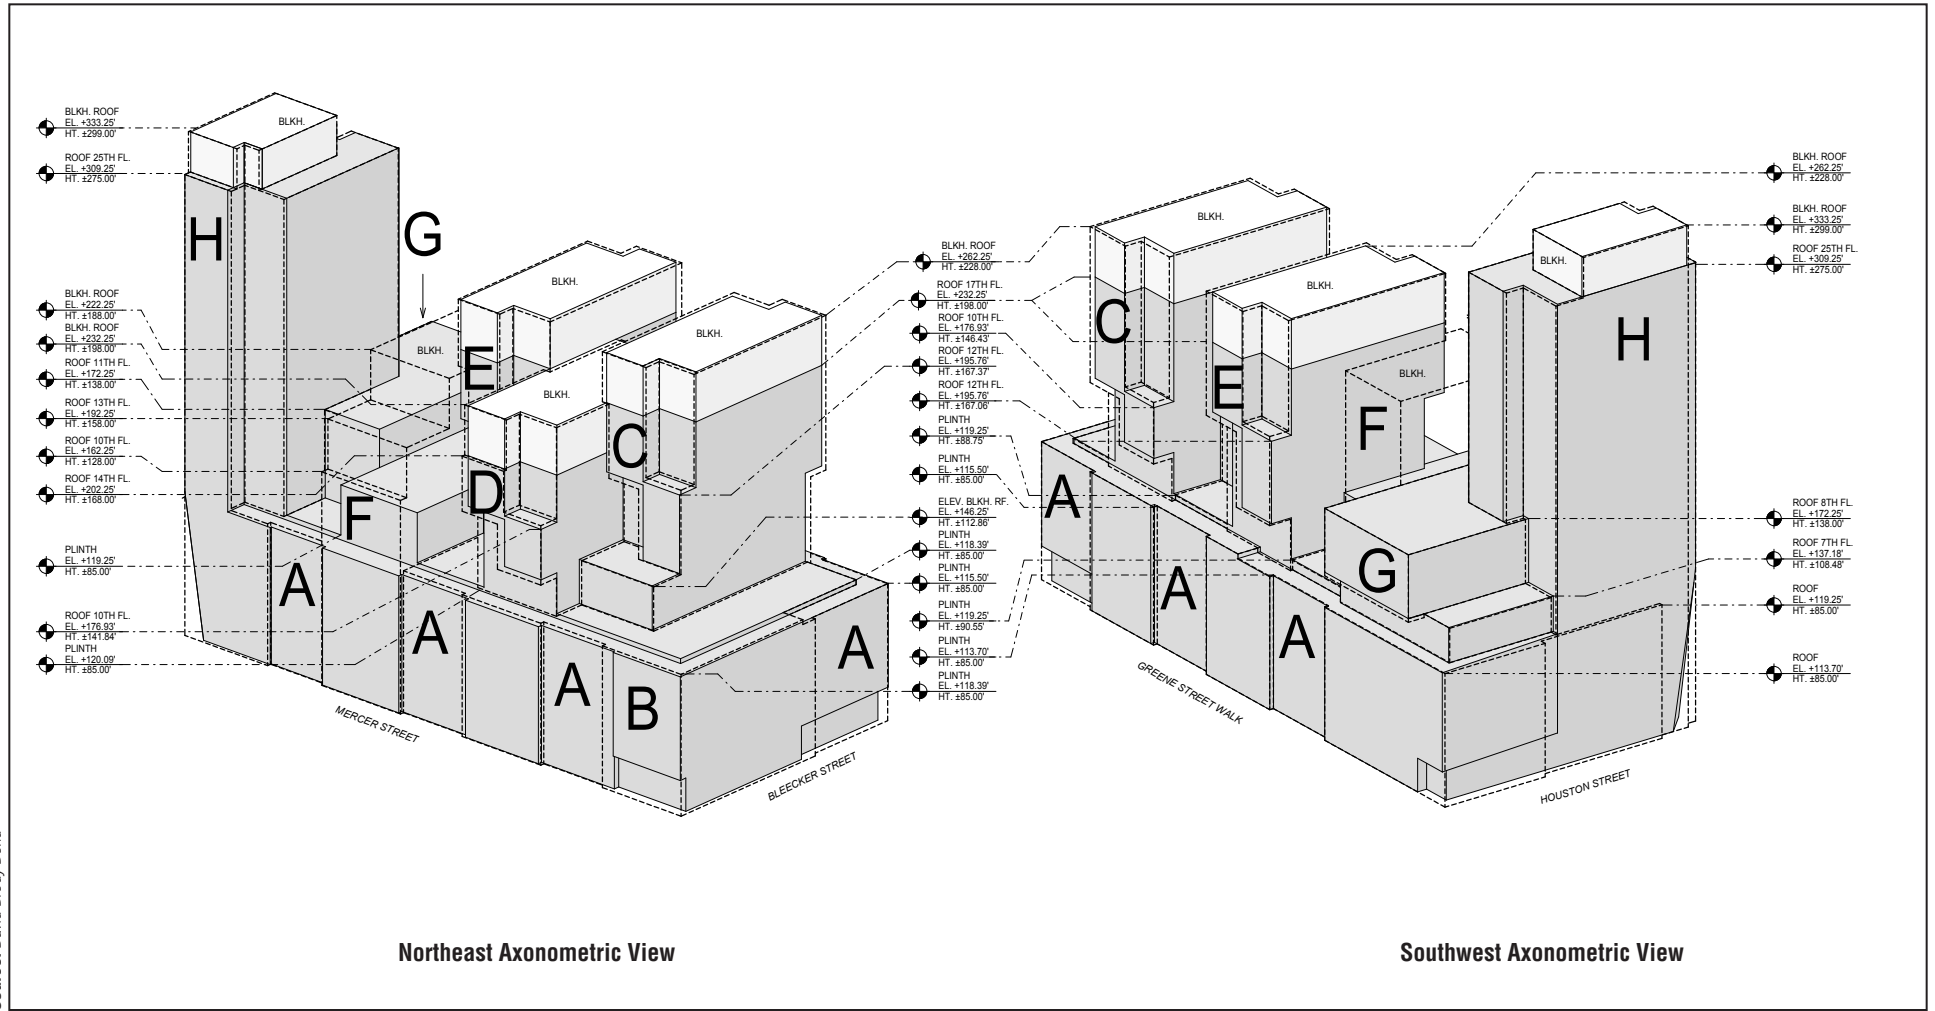 BLKH. ROOF
EL. +333.25'
HT. ±299.00'
ROOF 25TH FL.
EL. +309.25'
HT. ±275.00'
BLKH. ROOF
EL. +222.25'
HT. ±188.00'
BLKH. ROOF
EL. +232.25'
HT. ±198.00'
ROOF 11TH FL.
EL. +172.25'
HT. ±138.00'
ROOF 13TH FL.
EL. +192.25'
HT. ±158.00'
ROOF 10TH FL.
EL. +162.25'
HT. ±128.00'
ROOF 14TH FL.
EL. +202.25'
HT. ±168.00'
PLINTH
EL. +119.25'
HT. ±85.00'
ROOF 10TH FL.
EL. +176.93'
HT. ±141.84'
PLINTH
EL. +120.09'
HT. ±85.00'
BLKH.
H
G
BLKH.
BLKH.
E
BLKH.
BLKH.
C
D
F
A
A
A
B
A
MERCER STREET
BLEECKER STREET
Northeast Axonometric View
BLKH. ROOF
EL. +262.25'
HT. ±228.00'
ROOF 17TH FL.
EL. +232.25'
HT. ±198.00'
ROOF 10TH FL.
EL. +176.93'
HT. ±146.43'
ROOF 12TH FL.
EL. +195.76'
HT. ±167.37'
ROOF 12TH FL.
EL. +195.76'
HT. ±167.06'
PLINTH
EL. +119.25'
HT. ±88.75'
PLINTH
EL. +115.50'
HT. ±85.00'
ELEV. BLKH. RF.
EL. +146.25'
HT. ±112.86'
PLINTH
EL. +118.39'
HT. ±85.00'
PLINTH
EL. +115.50'
HT. ±85.00'
PLINTH
EL. +119.25'
HT. ±90.55'
PLINTH
EL. +113.70'
HT. ±85.00'
PLINTH
EL. +118.39'
HT. ±85.00'
BLKH.
C
BLKH.
E
BLKH.
F
BLKH.
H
A
A
A
G
GREENE STREET WALK
HOUSTON STREET
Southwest Axonometric View
BLKH. ROOF
EL. +262.25'
HT. ±228.00'
BLKH. ROOF
EL. +333.25'
HT. ±299.00'
ROOF 25TH FL.
EL. +309.25'
HT. ±275.00'
ROOF 8TH FL.
EL. +172.25'
HT. ±138.00'
ROOF 7TH FL.
EL. +137.18'
HT. ±108.48'
ROOF
EL. +119.25'
HT. ±85.00'
ROOF
EL. +113.70'
HT. ±85.00'